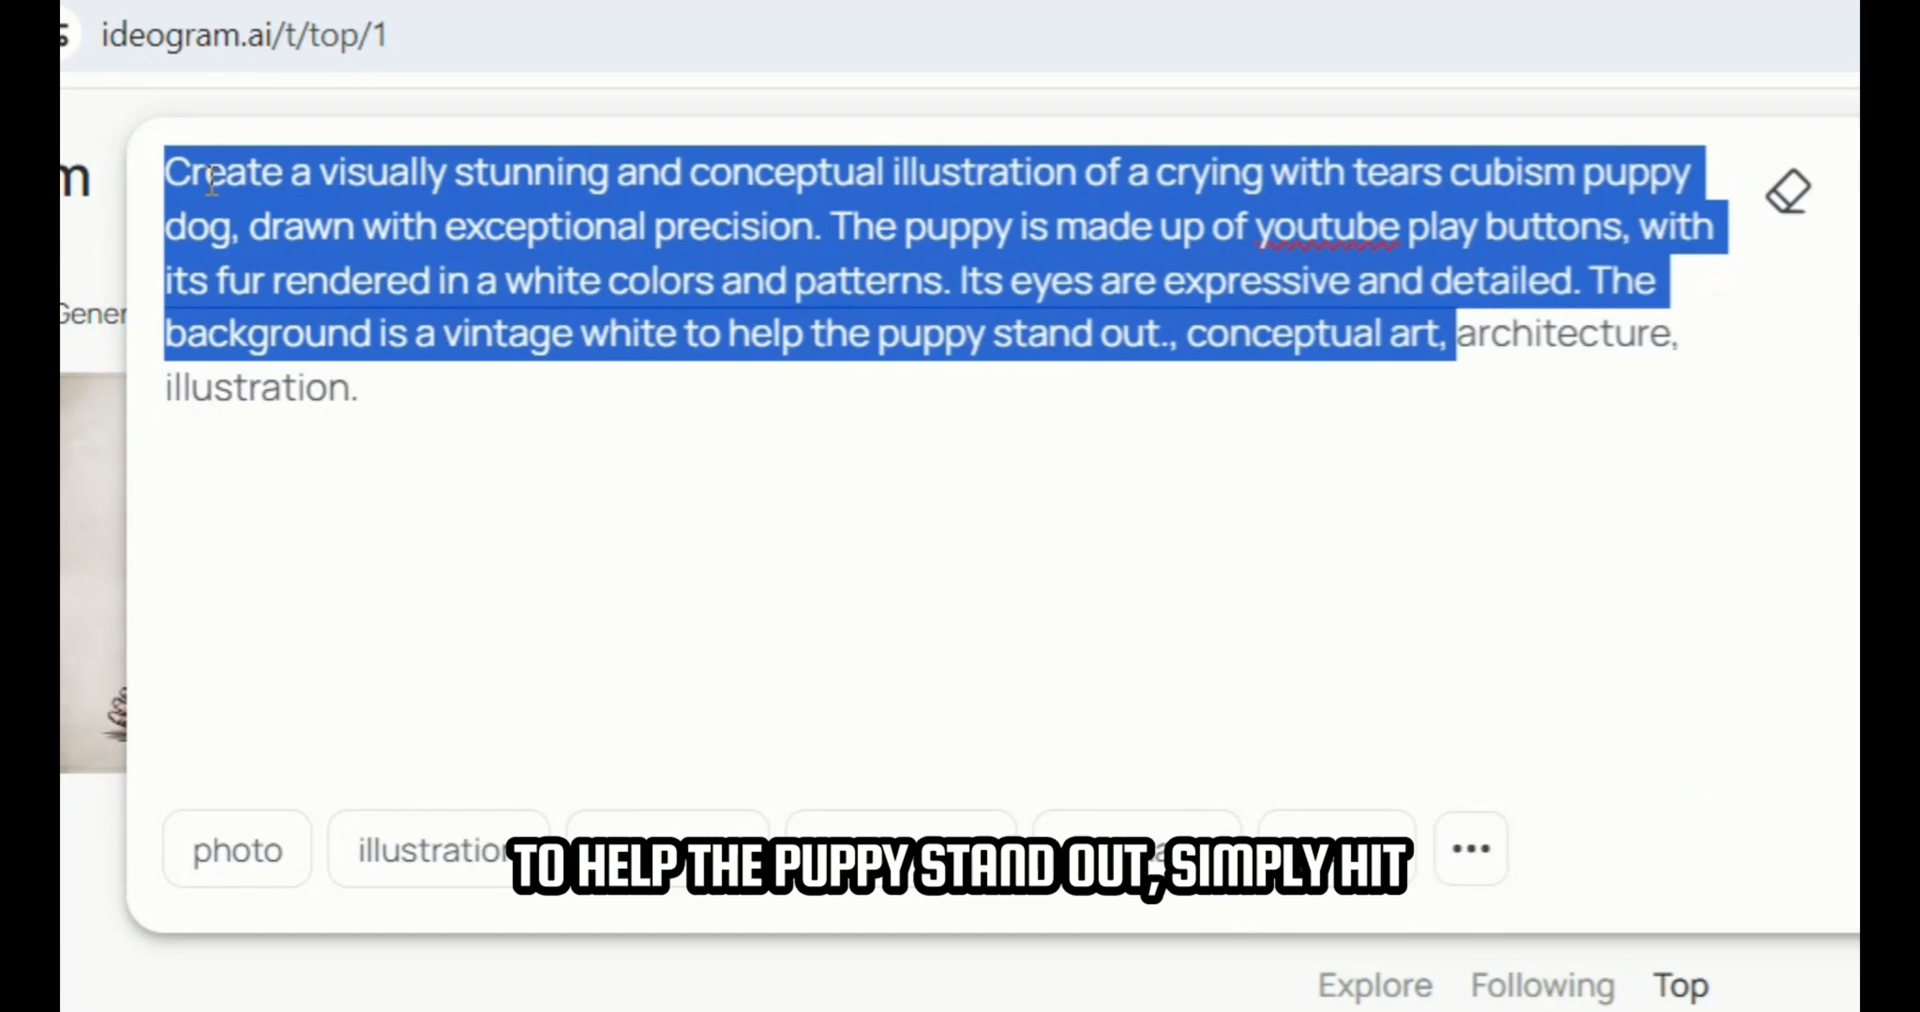 ideogram.ai/t/top/1
Create a visually stunning and conceptual illustration of a crying with tears cubism puppy
dog, drawn with exceptional precision. The puppy is made up of youtube play buttons, with
its fur rendered in a white colors and patterns. Its eyes are expressive and detailed. The
background is a vintage white to help the puppy stand out., conceptual art, architecture,
illustration.
m
Gener
photo illustration
TO HELP THE PUPPY STAND OUT, SIMPLY HIT
Explore Following Top